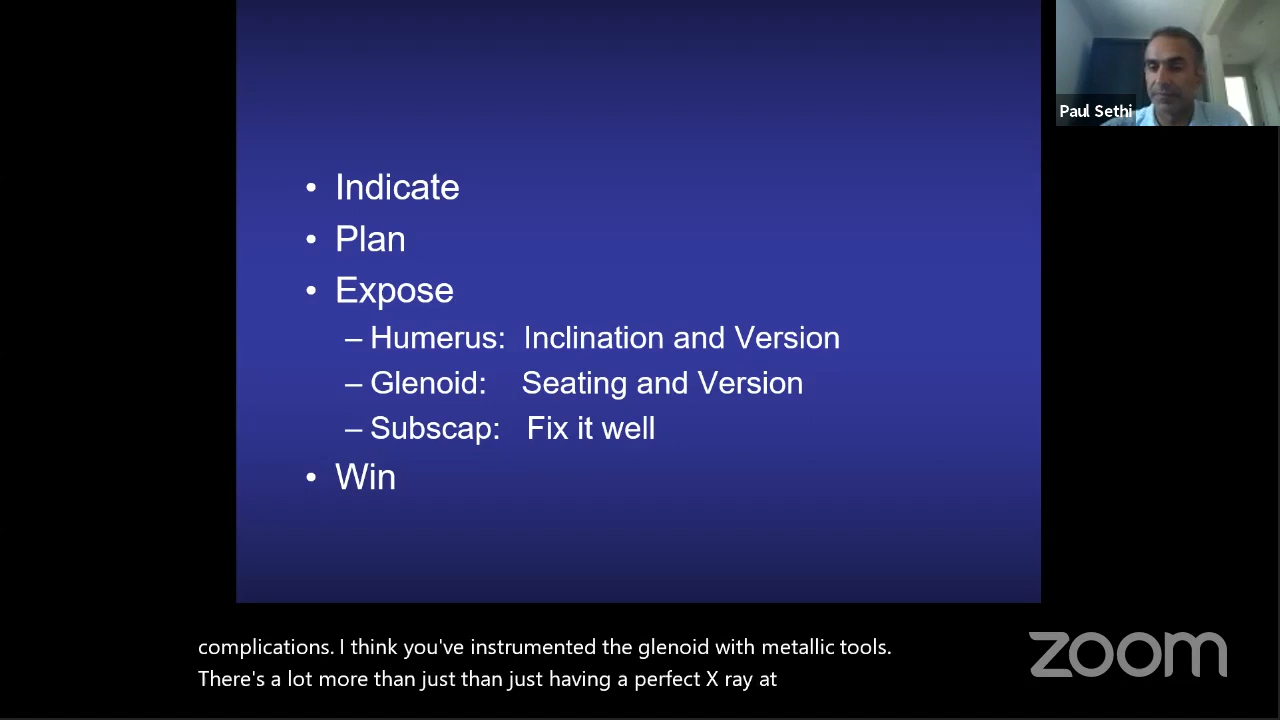 Paul Sethi
• Indicate
• Plan
• Expose
– Humerus: Inclination and Version
– Glenoid: Seating and Version
– Subscap: Fix it well
• Win
complications. I think you've instrumented the glenoid with metallic tools.
There's a lot more than just than just having a perfect X ray at
zoom